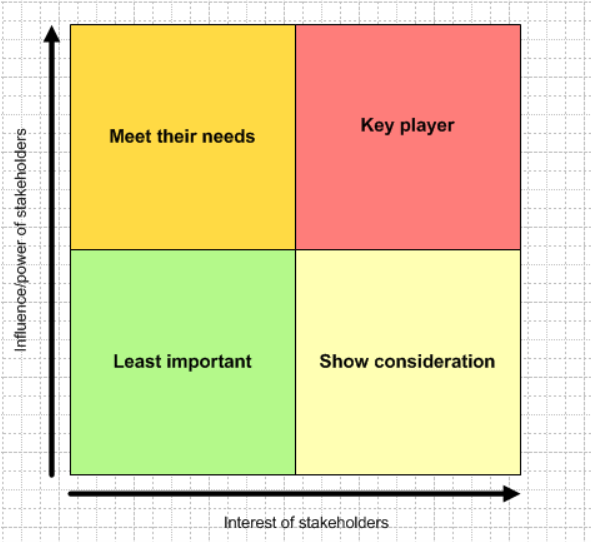 Influence/power of stakeholders
Meet their needs
Key player
Least important
Show consideration
Interest of stakeholders